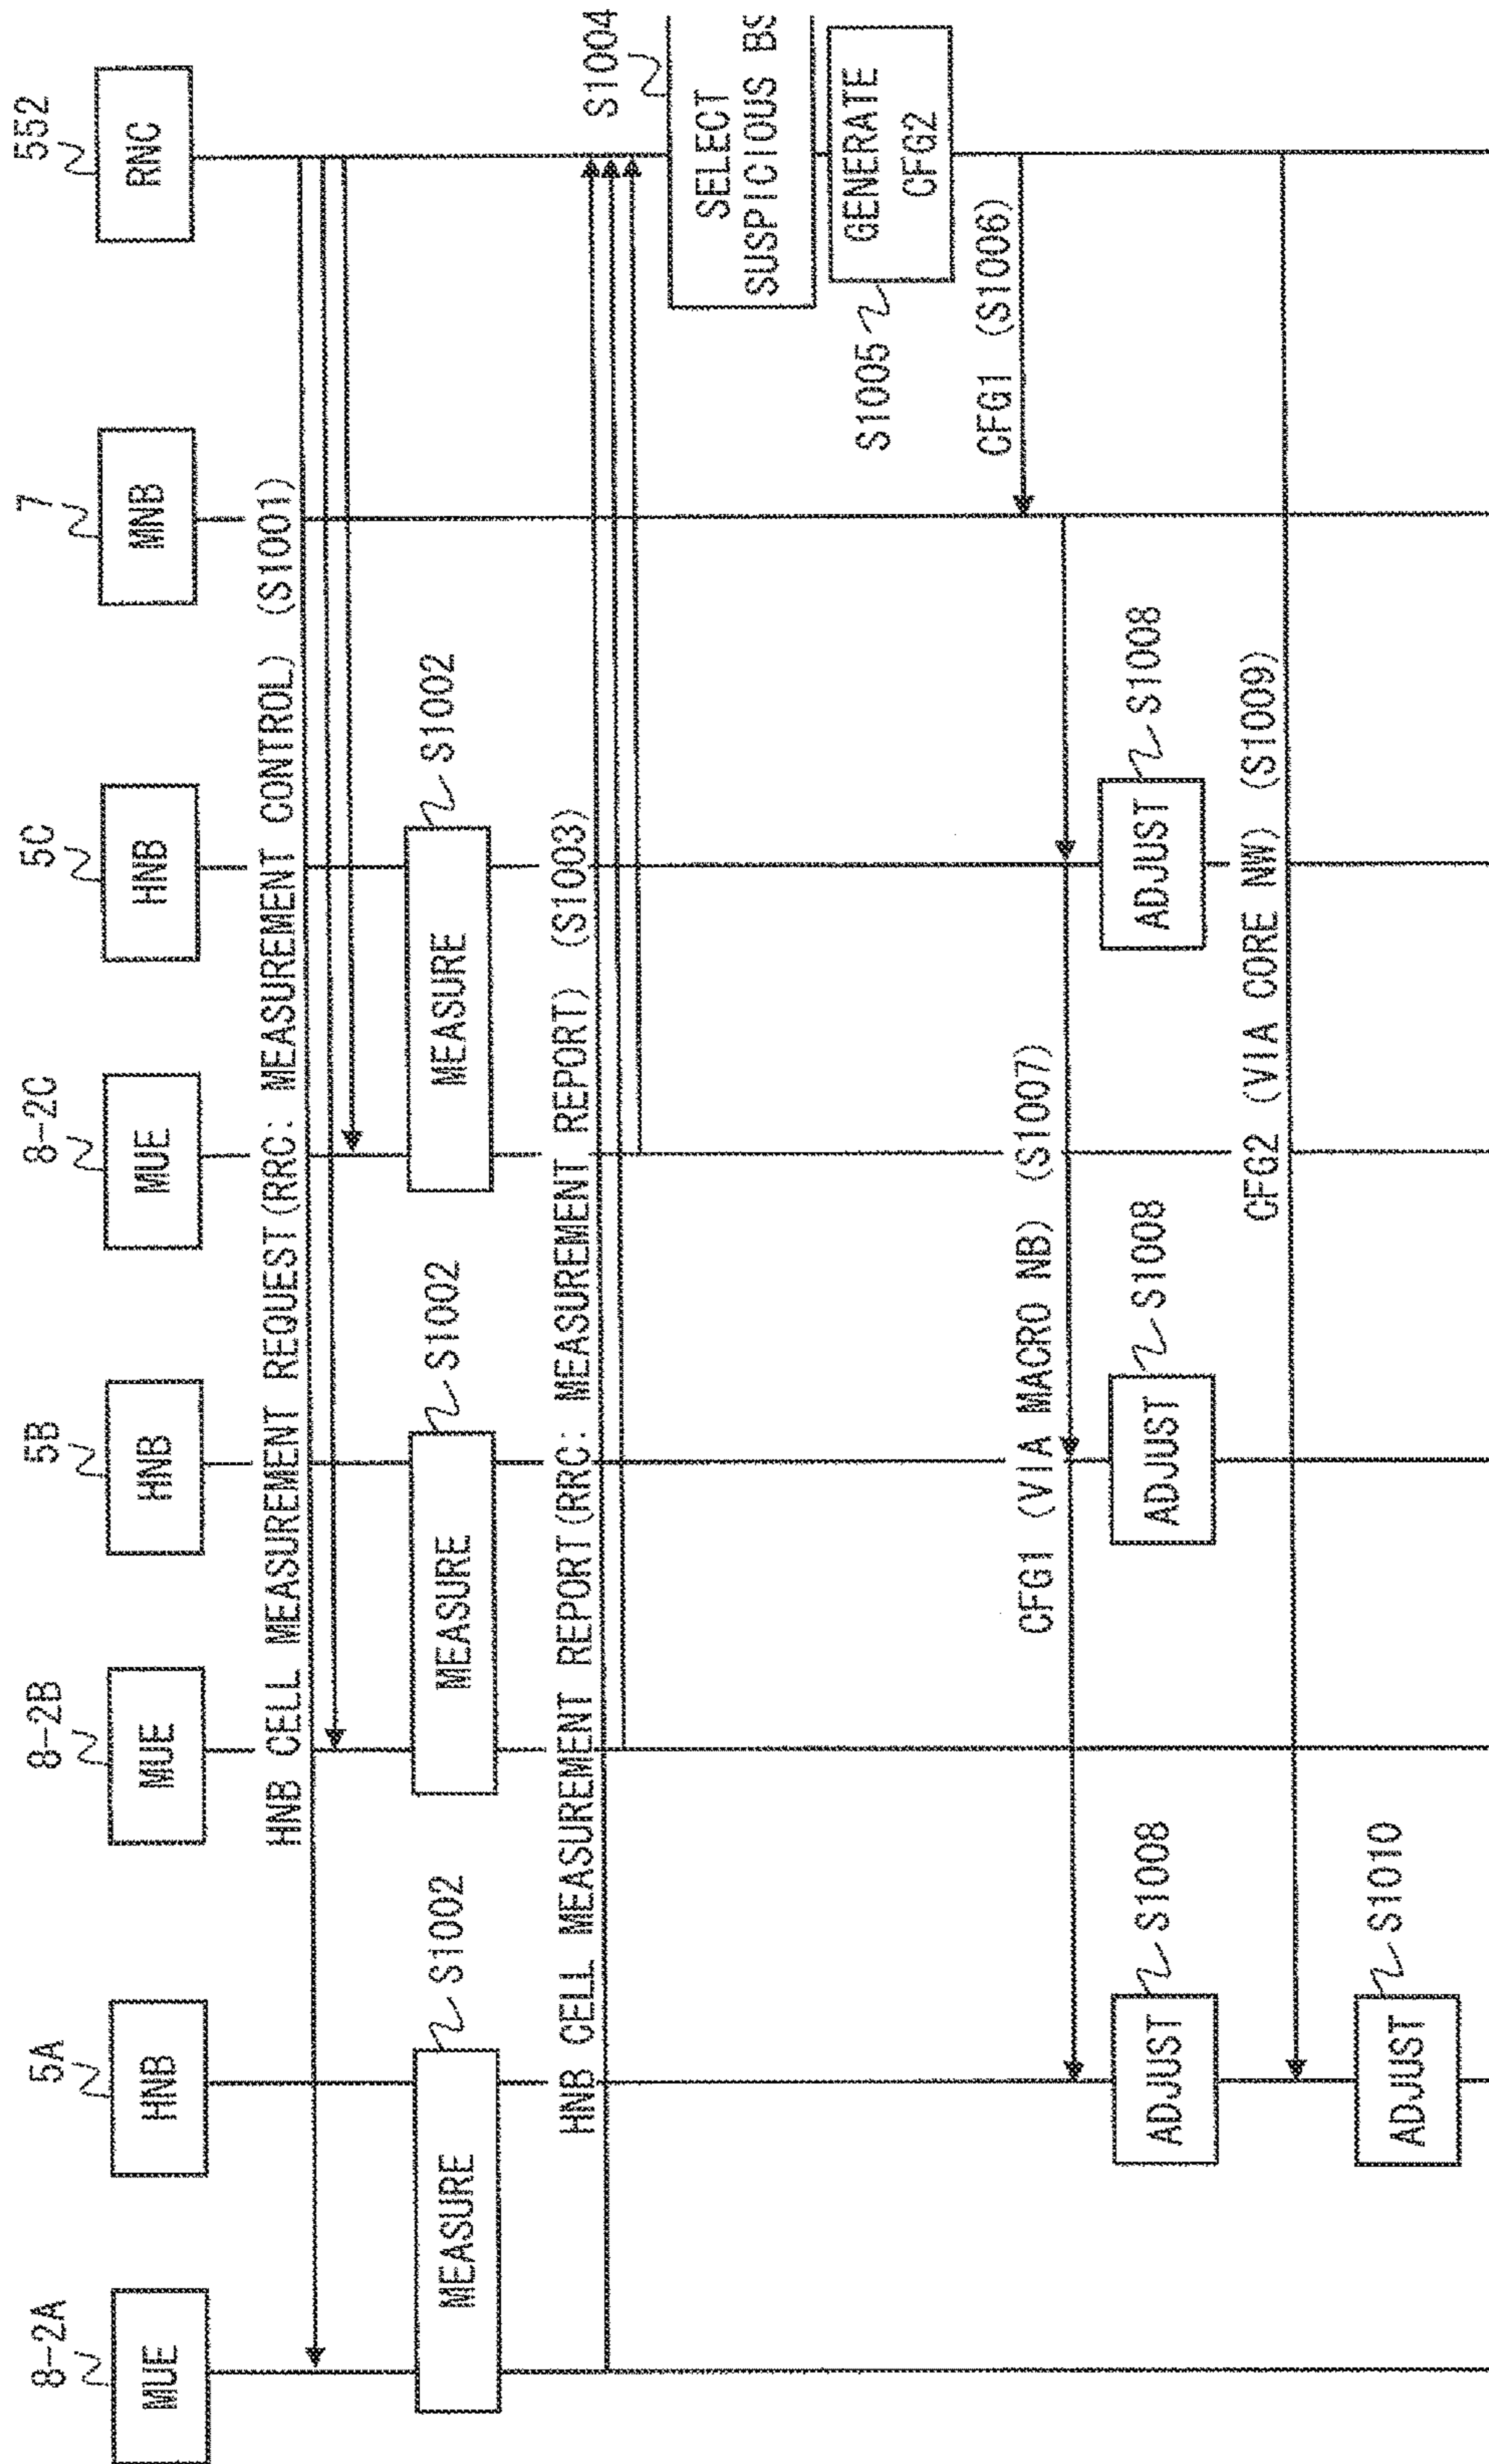 8-2A
5A
8-2B
5B
8-2C
5C
7
552
MUE
HNB
MUE
HNB
MUE
HNB
MNB
RNC
HNB CELL MEASUREMENT REQUEST(RRC: MEASUREMENT CONTROL) (S1001)
MEASURE
S1002
MEASURE
S1002
MEASURE
S1002
HNB CELL MEASUREMENT REPORT(RRC: MEASUREMENT REPORT) (S1003)
S1004
SELECT
SUSPICIOUS BS
S1005
GENERATE
CFG2
CFG1 (S1006)
CFG1 (VIA MACRO NB) (S1007)
ADJUST
S1008
ADJUST
S1008
ADJUST
S1008
CFG2 (VIA CORE NW) (S1009)
ADJUST
S1010